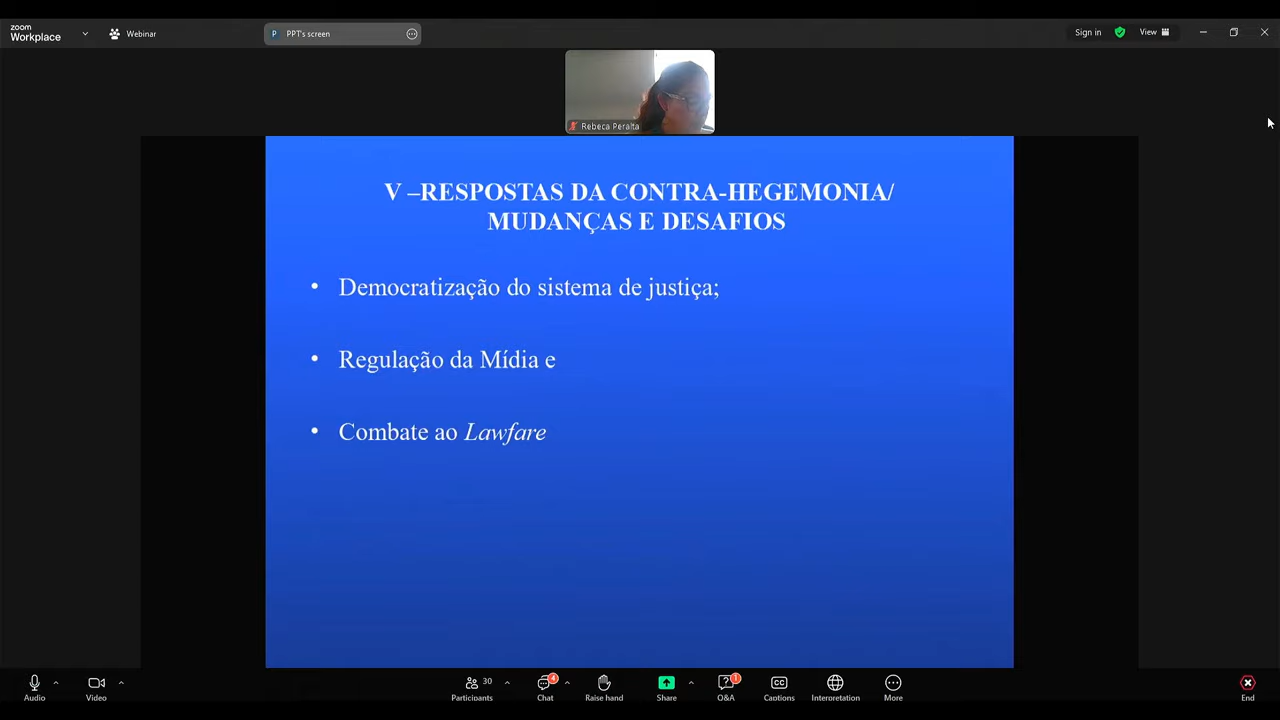 zoom
Workplace
Webinar
P PPT's screen
Sign in
View
Rebeca Peralta
V –RESPOSTAS DA CONTRA-HEGEMONIA/
MUDANÇAS E DESAFIOS
• Democratização do sistema de justiça;
• Regulação da Mídia e
• Combate ao Lawfare
Audio
Video
Participants
30
Chat
4
Raise hand
Share
Q&A
1
CC
Captions
Interpretation
More
End